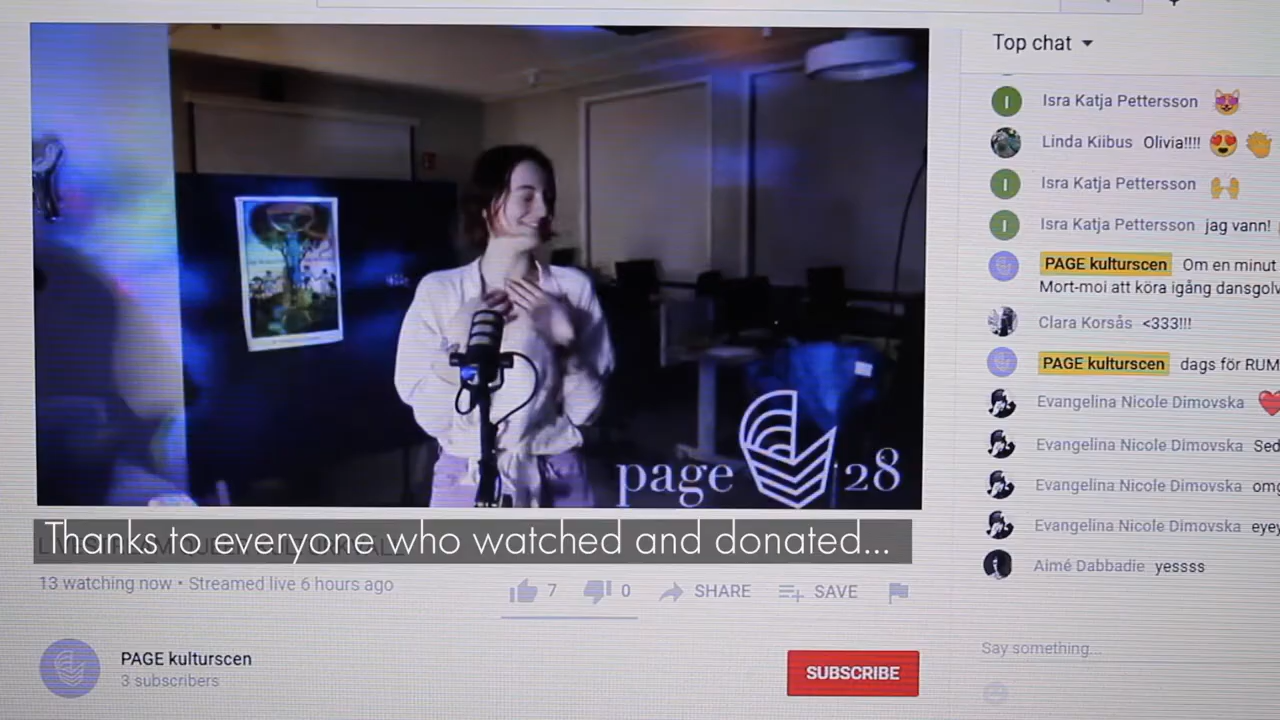 Top chat
Isra Katja Pettersson
Linda Kiibus Olivia!!!!
Isra Katja Pettersson
Isra Katja Pettersson jag vann!
PAGE kulturscen Om en minut
Mort-moi att köra igång dansgolv
Clara Korsås <333!!!
PAGE kulturscen dags för RUM
Evangelina Nicole Dimovska
Evangelina Nicole Dimovska Sed
Evangelina Nicole Dimovska omg
Evangelina Nicole Dimovska eye
Aimé Dabbadie yessss
Say something...
page 28
Thanks to everyone who watched and donated...
13 watching now • Streamed live 6 hours ago
7 0 SHARE SAVE
PAGE kulturscen
3 subscribers
SUBSCRIBE